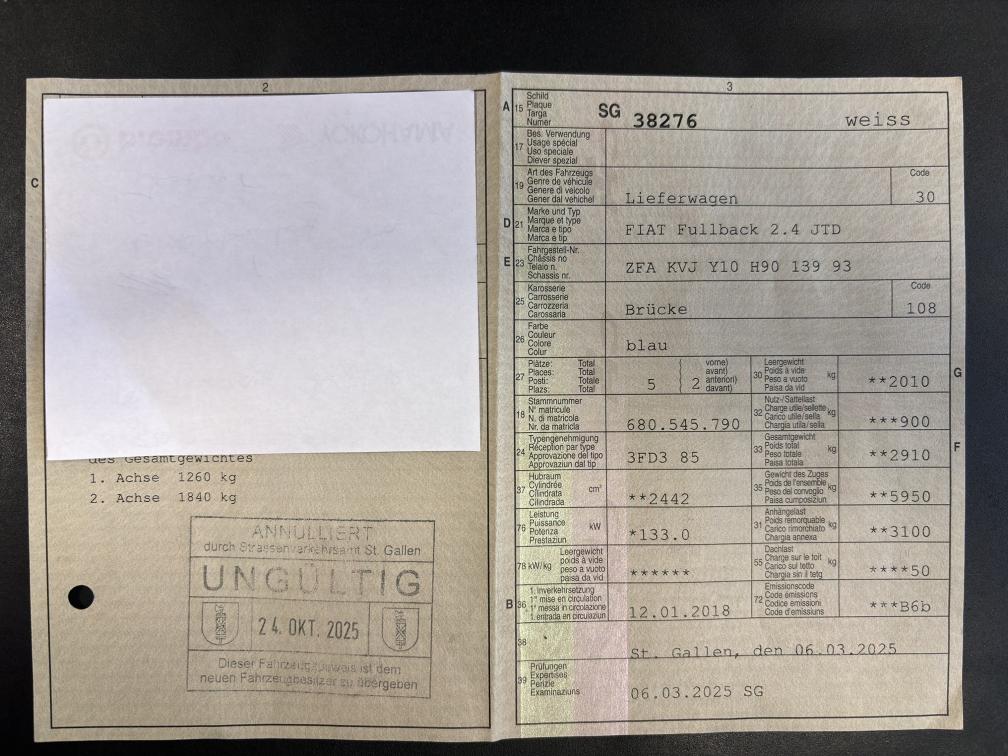 2
C
des Gesamtgewichtes
1. Achse 1260 kg
2. Achse 1840 kg
ANNULLIERT
durch Strassenverkehrsamt St. Gallen
UNGÜLTIG
24. OKT. 2025
Dieser Fahrzeugausweis ist dem
neuen Fahrzeugbesitzer zu übergeben
3
A 15 Schild
Plaque
Targa
Numer
SG 38276 weiss
17 Bes. Verwendung
Usage spécial
Uso speciale
Diever spezial
19 Art des Fahrzeugs
Genre de véhicule
Genere di veicolo
Gener dal vehichel
Lieferwagen
Code
30
D 21 Marke und Typ
Marque et type
Marca e tipo
Marca e tip
FIAT Fullback 2.4 JTD
E 23 Fahrgestell-Nr.
Châssis no
Telaio n.
Schassis nr.
ZFA KVJ Y10 H90 139 93
25 Karosserie
Carrosserie
Carrozzeria
Carossaria
Brücke
Code
108
26 Farbe
Couleur
Colore
Colur
blau
27 Plätze: Total
Places: Total
Posti: Totale
Plazs: Total
5
vorne)
avant)
anteriori)
davant)
2
30 Leergewicht
Poids à vide
Peso a vuoto
Paisa da vid
kg
**2010
G
18 Stammnummer
N° matricule
N. di matricola
Nr. da matricla
680.545.790
32 Nutz-/Sattellast
Charge utile/sellette
Carico utile/sella
Chargia utila/sella
kg
***900
24 Typengenehmigung
Réception par type
Approvazione del tipo
Approvaziun dal tip
3FD3 85
33 Gesamtgewicht
Poids total
Peso totale
Paisa totala
kg
**2910
F
37 Hubraum
Cylindrée
Cilindrata
Cilindrada
cm³
**2442
35 Gewicht des Zuges
Poids de l'ensemble
Peso del convoglio
Paisa cumposiziun
kg
**5950
76 Leistung
Puissance
Potenza
Prestaziun
kW
*133.0
31 Anhängelast
Poids remorquable
Carico rimorchiato
Chargia annexa
kg
**3100
78 kW/kg
Leergewicht
poids à vide
peso a vuoto
paisa da vid
******
55 Dachlast
Charge sur le toit
Carico sul tetto
Chargia sin il tetg
kg
****50
B 36 1. Inverkehrsetzung
1re mise en circulation
1a messa in circolazione
1. entrada en circulaziun
12.01.2018
72 Emissionscode
Code émissions
Codice emissioni
Code d'emissiuns
***B6b
38
St. Gallen, den 06.03.2025
39 Prüfungen
Expertises
Perizie
Examinaziuns
06.03.2025 SG